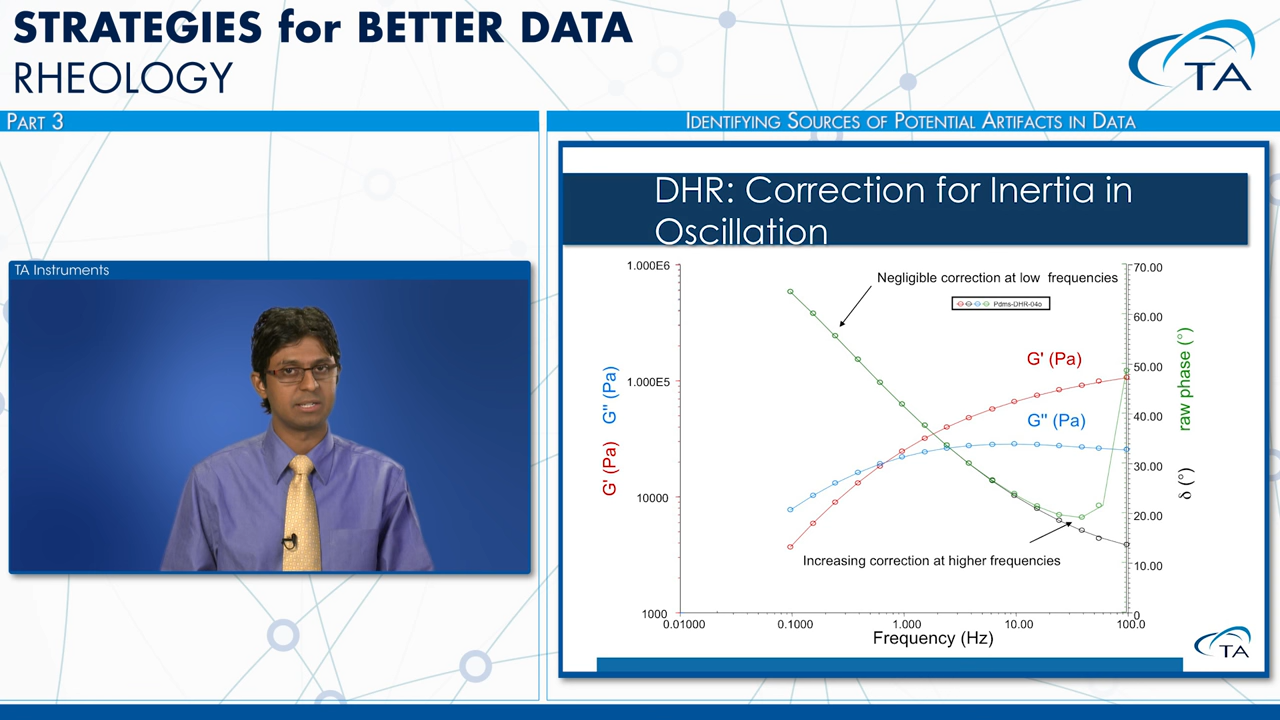 STRATEGIES for BETTER DATA
RHEOLOGY
TA
PART 3
IDENTIFYING SOURCES OF POTENTIAL ARTIFACTS IN DATA
TA Instruments
DHR: Correction for Inertia in
Oscillation
1.000E6
1.000E5
10000
1000
G' (Pa) G'' (Pa)
Negligible correction at low frequencies
Pdms-DHR-04o
G' (Pa)
G'' (Pa)
Increasing correction at higher frequencies
70.00
60.00
50.00
40.00
30.00
20.00
10.00
0
raw phase (°)
δ (°)
0.01000
0.1000
1.000
10.00
100.0
Frequency (Hz)
TA